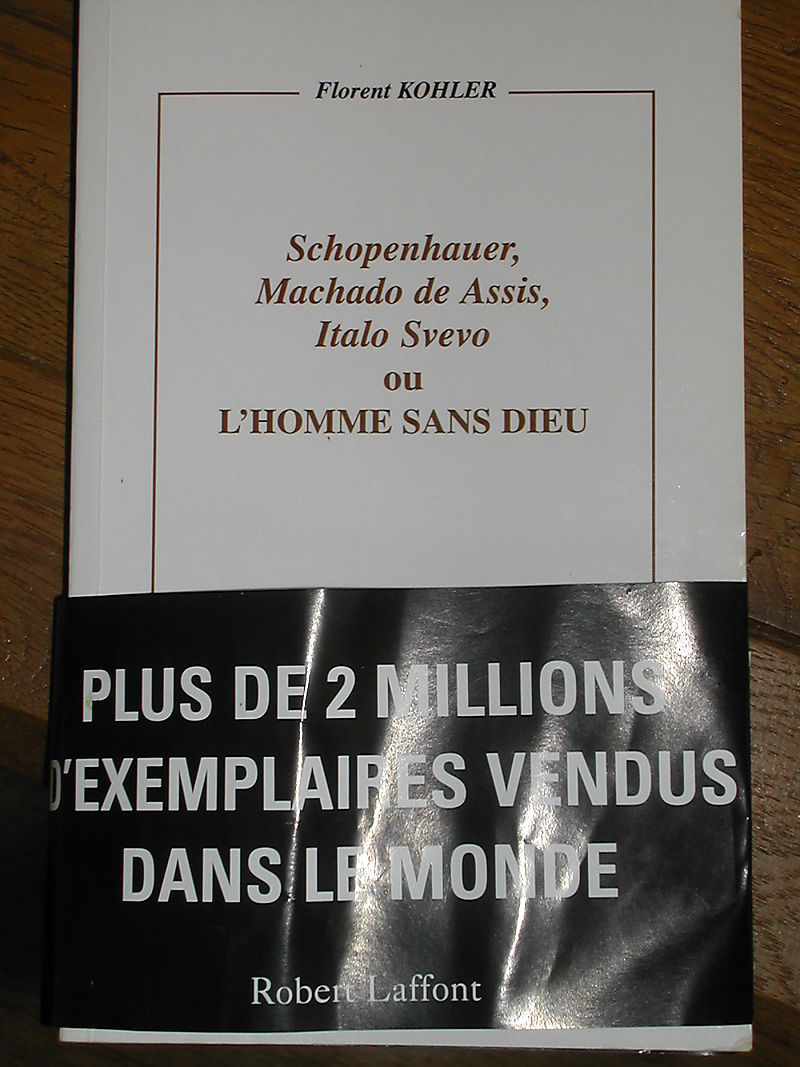 Florent KOHLER
Schopenhauer,
Machado de Assis,
Italo Svevo
ou
L'HOMME SANS DIEU
PLUS DE 2 MILLIONS
D'EXEMPLAIRES VENDUS
DANS LE MONDE
Robert Laffont